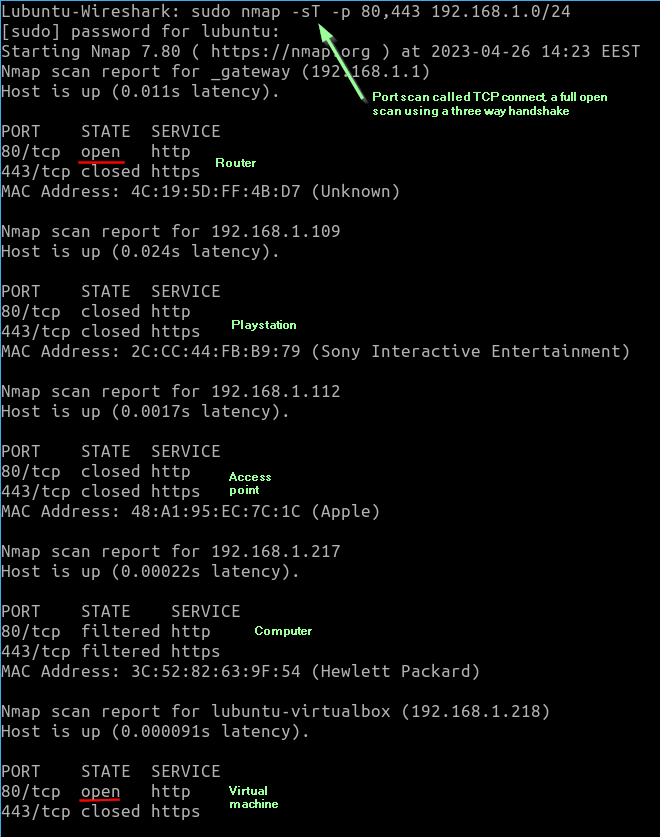 Lubuntu-Wireshark: sudo nmap -sT -p 80,443 192.168.1.0/24
[sudo] password for lubuntu:
Starting Nmap 7.80 ( https://nmap.org ) at 2023-04-26 14:23 EEST
Nmap scan report for _gateway (192.168.1.1)
Host is up (0.011s latency).
Port scan called TCP connect, a full open
scan using a three way handshake
PORT STATE SERVICE
80/tcp open http
Router
443/tcp closed https
MAC Address: 4C:19:5D:FF:4B:D7 (Unknown)
Nmap scan report for 192.168.1.109
Host is up (0.024s latency).
PORT STATE SERVICE
80/tcp closed http
Playstation
443/tcp closed https
MAC Address: 2C:CC:44:FB:B9:79 (Sony Interactive Entertainment)
Nmap scan report for 192.168.1.112
Host is up (0.0017s latency).
PORT STATE SERVICE
80/tcp closed http
Access
point
443/tcp closed https
MAC Address: 48:A1:95:EC:7C:1C (Apple)
Nmap scan report for 192.168.1.217
Host is up (0.00022s latency).
PORT STATE SERVICE
80/tcp filtered http
Computer
443/tcp filtered https
MAC Address: 3C:52:82:63:9F:54 (Hewlett Packard)
Nmap scan report for lubuntu-virtualbox (192.168.1.218)
Host is up (0.000091s latency).
PORT STATE SERVICE
80/tcp open http
Virtual
machine
443/tcp closed https